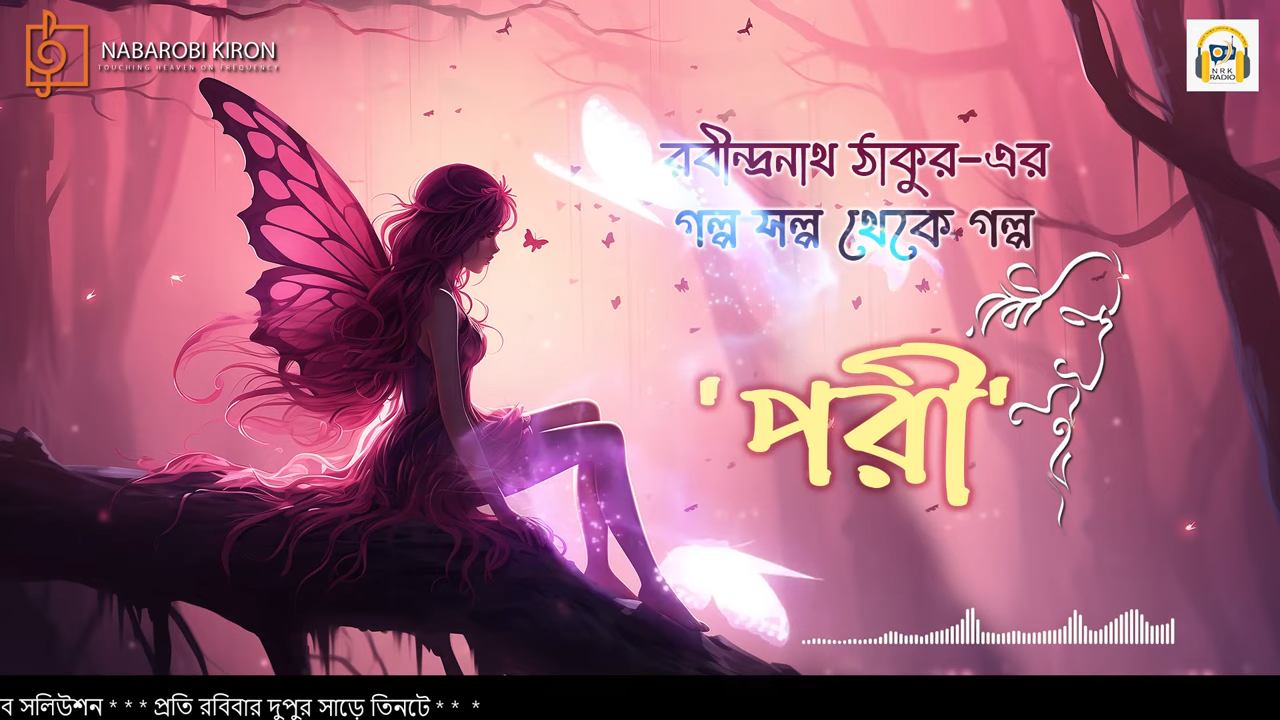 NABAROBI KIRON
TOUCHING HEAVEN ON FREQUENCY
NRK
RADIO
রবীন্দ্রনাথ ঠাকুর-এর
গল্প সল্প থেকে গল্প
'পরী'
ব সলিউশন * * * প্রতি রবিবার দুপুর সাড়ে তিনটে * * *